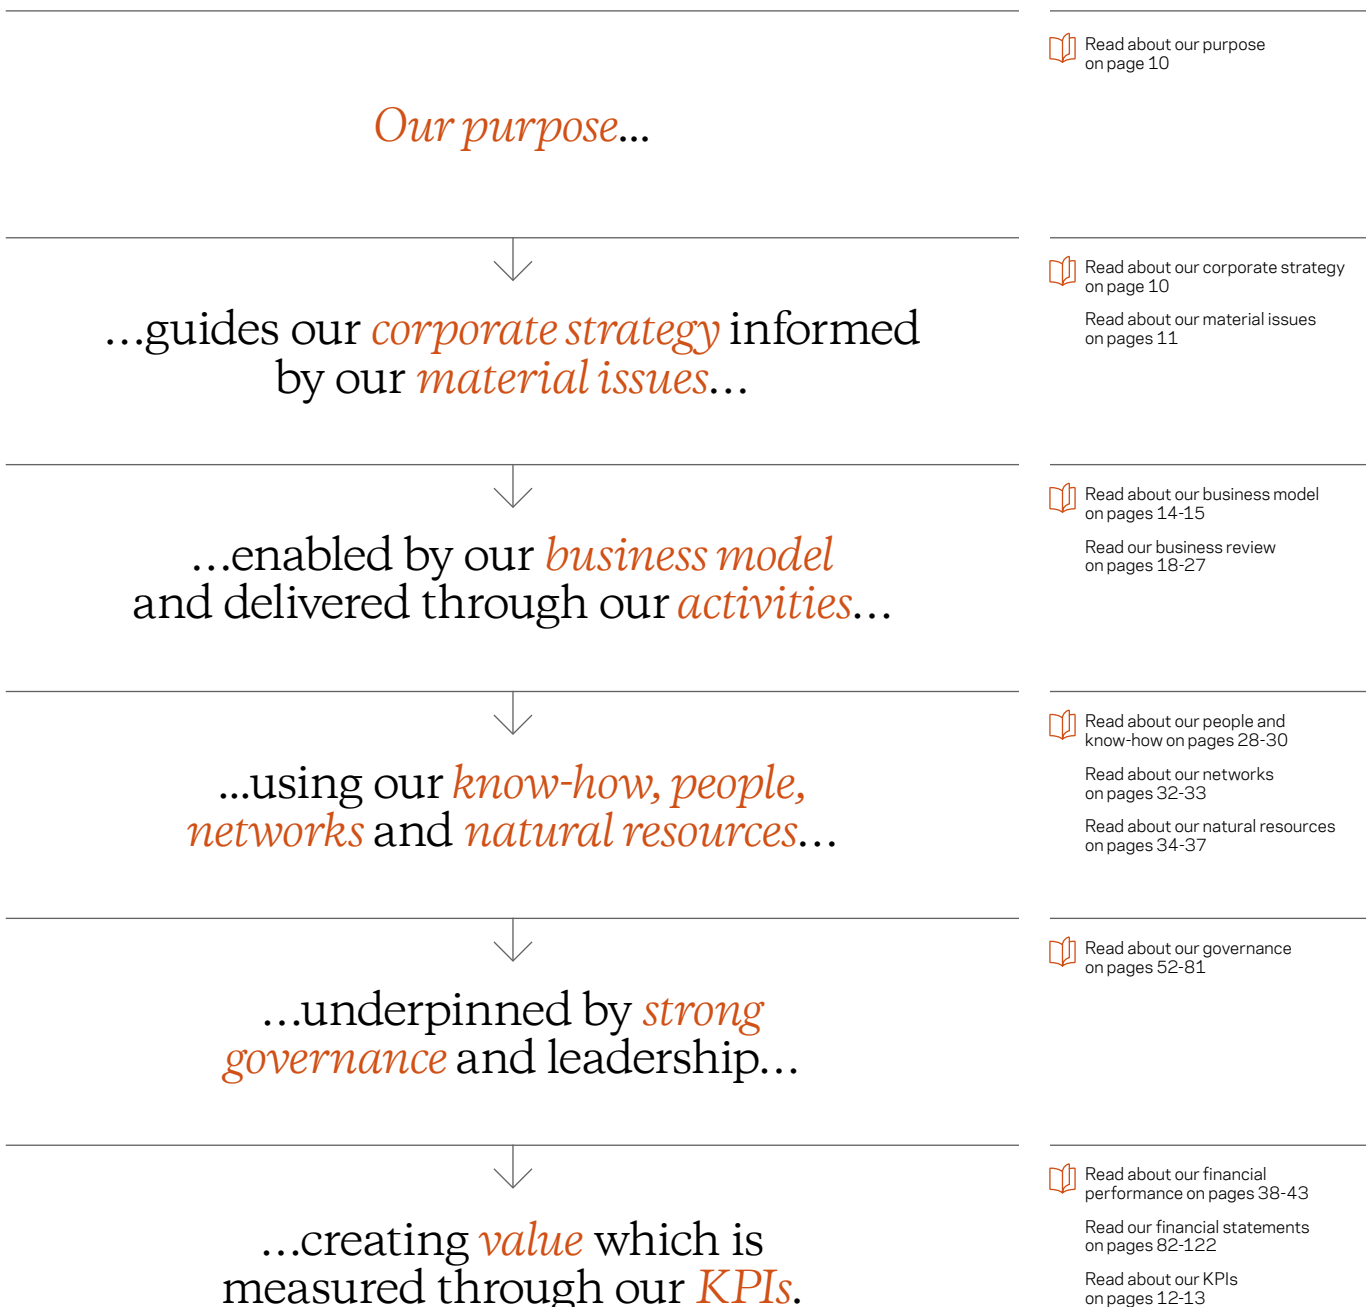 Our purpose...
Read about our purpose
on page 10
...guides our corporate strategy informed
by our material issues...
Read about our corporate strategy
on page 10
Read about our material issues
on pages 11
...enabled by our business model
and delivered through our activities...
Read about our business model
on pages 14-15
Read our business review
on pages 18-27
...using our know-how, people,
networks and natural resources...
Read about our people and
know-how on pages 28-30
Read about our networks
on pages 32-33
Read about our natural resources
on pages 34-37
...underpinned by strong
governance and leadership...
Read about our governance
on pages 52-81
...creating value which is
measured through our KPIs.
Read about our financial
performance on pages 38-43
Read our financial statements
on pages 82-122
Read about our KPIs
on pages 12-13